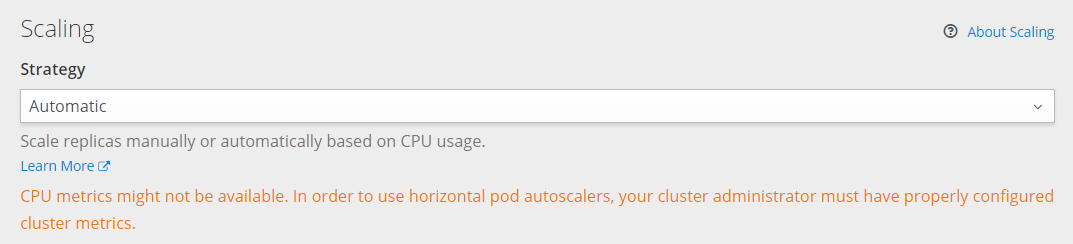 Scaling
About Scaling
Strategy
Automatic
Scale replicas manually or automatically based on CPU usage.
Learn More
CPU metrics might not be available. In order to use horizontal pod autoscalers, your cluster administrator must have properly configured
cluster metrics.